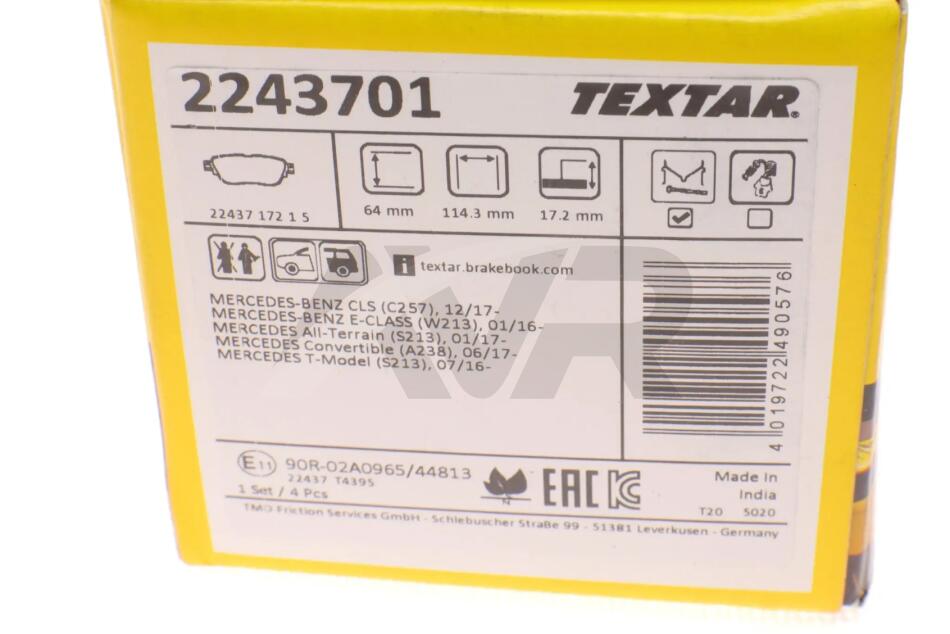 2243701
TEXTAR®
22437 172 1 5
64 mm
114.3 mm
17.2 mm
i textar.brakebook.com
MERCEDES-BENZ CLS (C257), 12/17-
MERCEDES-BENZ E-CLASS (W213), 01/16-
MERCEDES All-Terrain (S213), 01/17-
MERCEDES Convertible (A238), 06/17-
MERCEDES T-Model (S213), 07/16-
AVR
4 019722 490576
E11 90R-02A0965/44813
22437 T4395
1 Set / 4 Pcs
N
EAC
KC
Made In
India
T20 5020
TMD Friction Services GmbH - Schlebuscher Straße 99 - 51381 Leverkusen - Germany